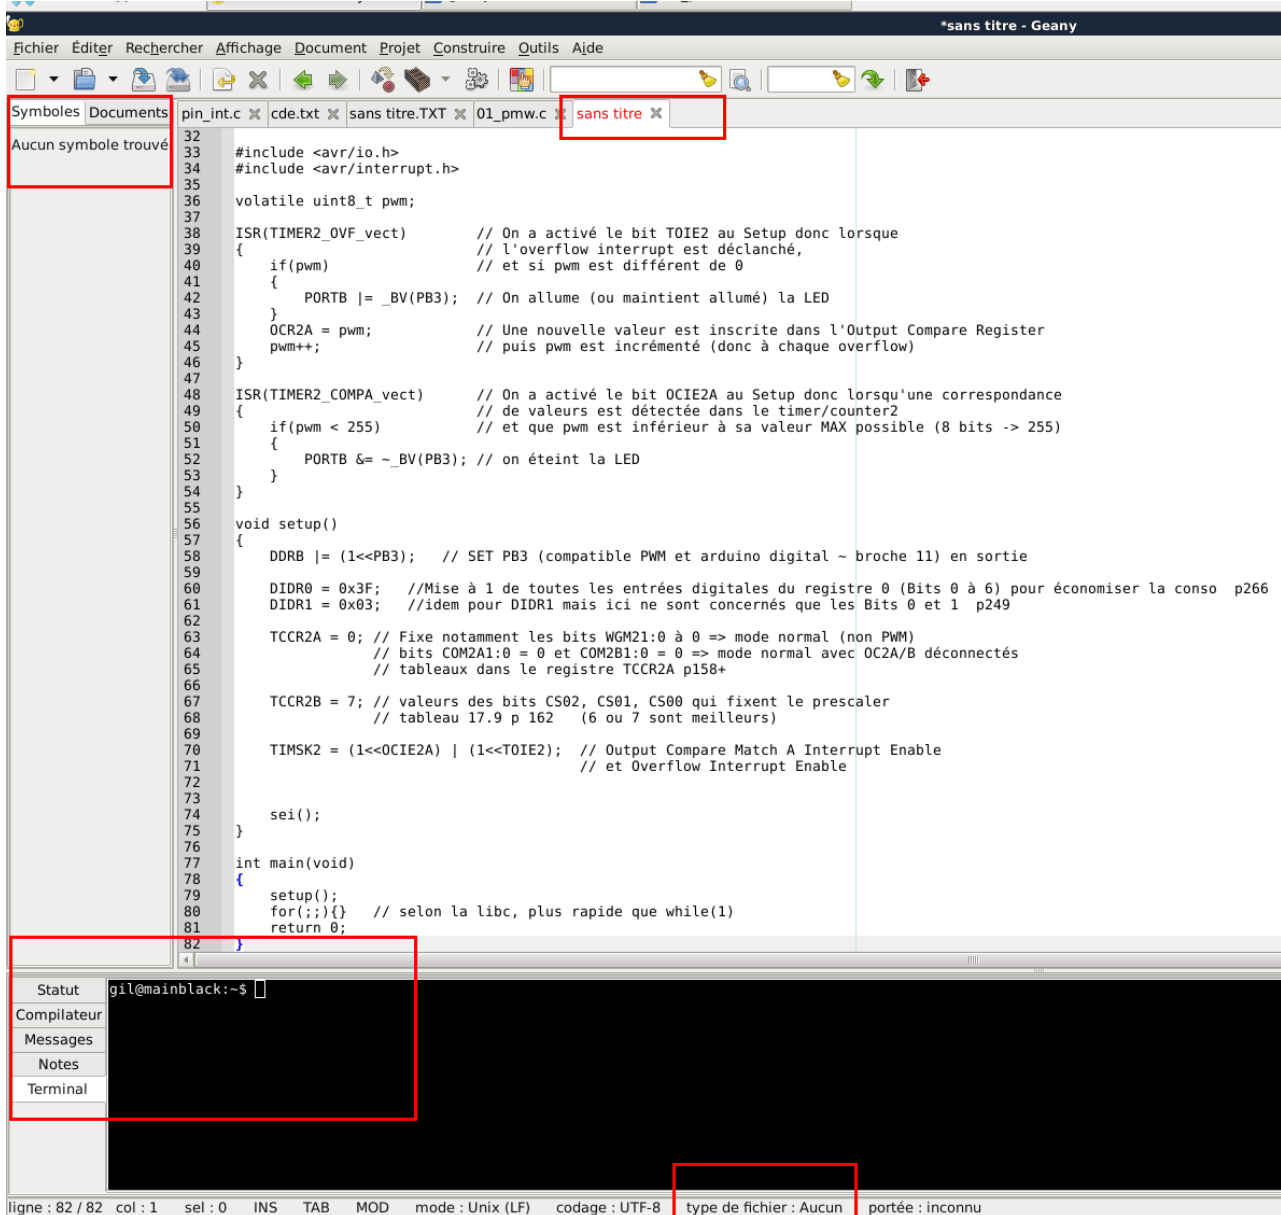 *sans titre - Geany
Fichier Éditer Rechercher Affichage Document Projet Construire Outils Aide
Symboles Documents pin_int.c cde.txt sans titre.TXT 01_pmw.c sans titre
Aucun symbole trouvé
32
33 #include <avr/io.h>
34 #include <avr/interrupt.h>
35
36 volatile uint8_t pwm;
37
38 ISR(TIMER2_OVF_vect) // On a activé le bit TOIE2 au Setup donc lorsque
39 { // l'overflow interrupt est déclanché,
40 if(pwm) // et si pwm est différent de 0
41 {
42 PORTB |= _BV(PB3); // On allume (ou maintient allumé) la LED
43 }
44 OCR2A = pwm; // Une nouvelle valeur est inscrite dans l'Output Compare Register
45 pwm++; // puis pwm est incrémenté (donc à chaque overflow)
46 }
47
48 ISR(TIMER2_COMPA_vect) // On a activé le bit OCIE2A au Setup donc lorsqu'une correspondance
49 { // de valeurs est détectée dans le timer/counter2
50 if(pwm < 255) // et que pwm est inférieur à sa valeur MAX possible (8 bits -> 255)
51 {
52 PORTB &= ~_BV(PB3); // on éteint la LED
53 }
54 }
55
56 void setup()
57 {
58 DDRB |= (1<<PB3); // SET PB3 (compatible PWM et arduino digital ~ broche 11) en sortie
59
60 DIDR0 = 0x3F; //Mise à 1 de toutes les entrées digitales du registre 0 (Bits 0 à 6) pour économiser la conso p266
61 DIDR1 = 0x03; //idem pour DIDR1 mais ici ne sont concernés que les Bits 0 et 1 p249
62
63 TCCR2A = 0; // Fixe notamment les bits WGM21:0 à 0 => mode normal (non PWM)
64 // bits COM2A1:0 = 0 et COM2B1:0 = 0 => mode normal avec OC2A/B déconnectés
65 // tableaux dans le registre TCCR2A p158+
66
67 TCCR2B = 7; // valeurs des bits CS02, CS01, CS00 qui fixent le prescaler
68 // tableau 17.9 p 162 (6 ou 7 sont meilleurs)
69
70 TIMSK2 = (1<<OCIE2A) | (1<<TOIE2); // Output Compare Match A Interrupt Enable
71 // et Overflow Interrupt Enable
72
73
74 sei();
75 }
76
77 int main(void)
78 {
79 setup();
80 for(;;){} // selon la libc, plus rapide que while(1)
81 return 0;
82 }
Statut gil@mainblack:~$
Compilateur
Messages
Notes
Terminal
ligne : 82 / 82 col : 1 sel : 0 INS TAB MOD mode : Unix (LF) codage : UTF-8 type de fichier : Aucun portée : inconnu